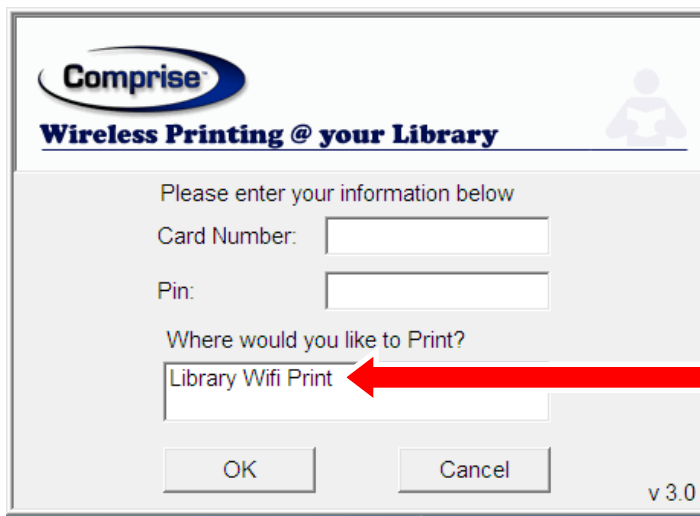 Comprise™
Wireless Printing @ your Library
Please enter your information below
Card Number:
Pin:
Where would you like to Print?
Library Wifi Print
OK Cancel
v 3.0